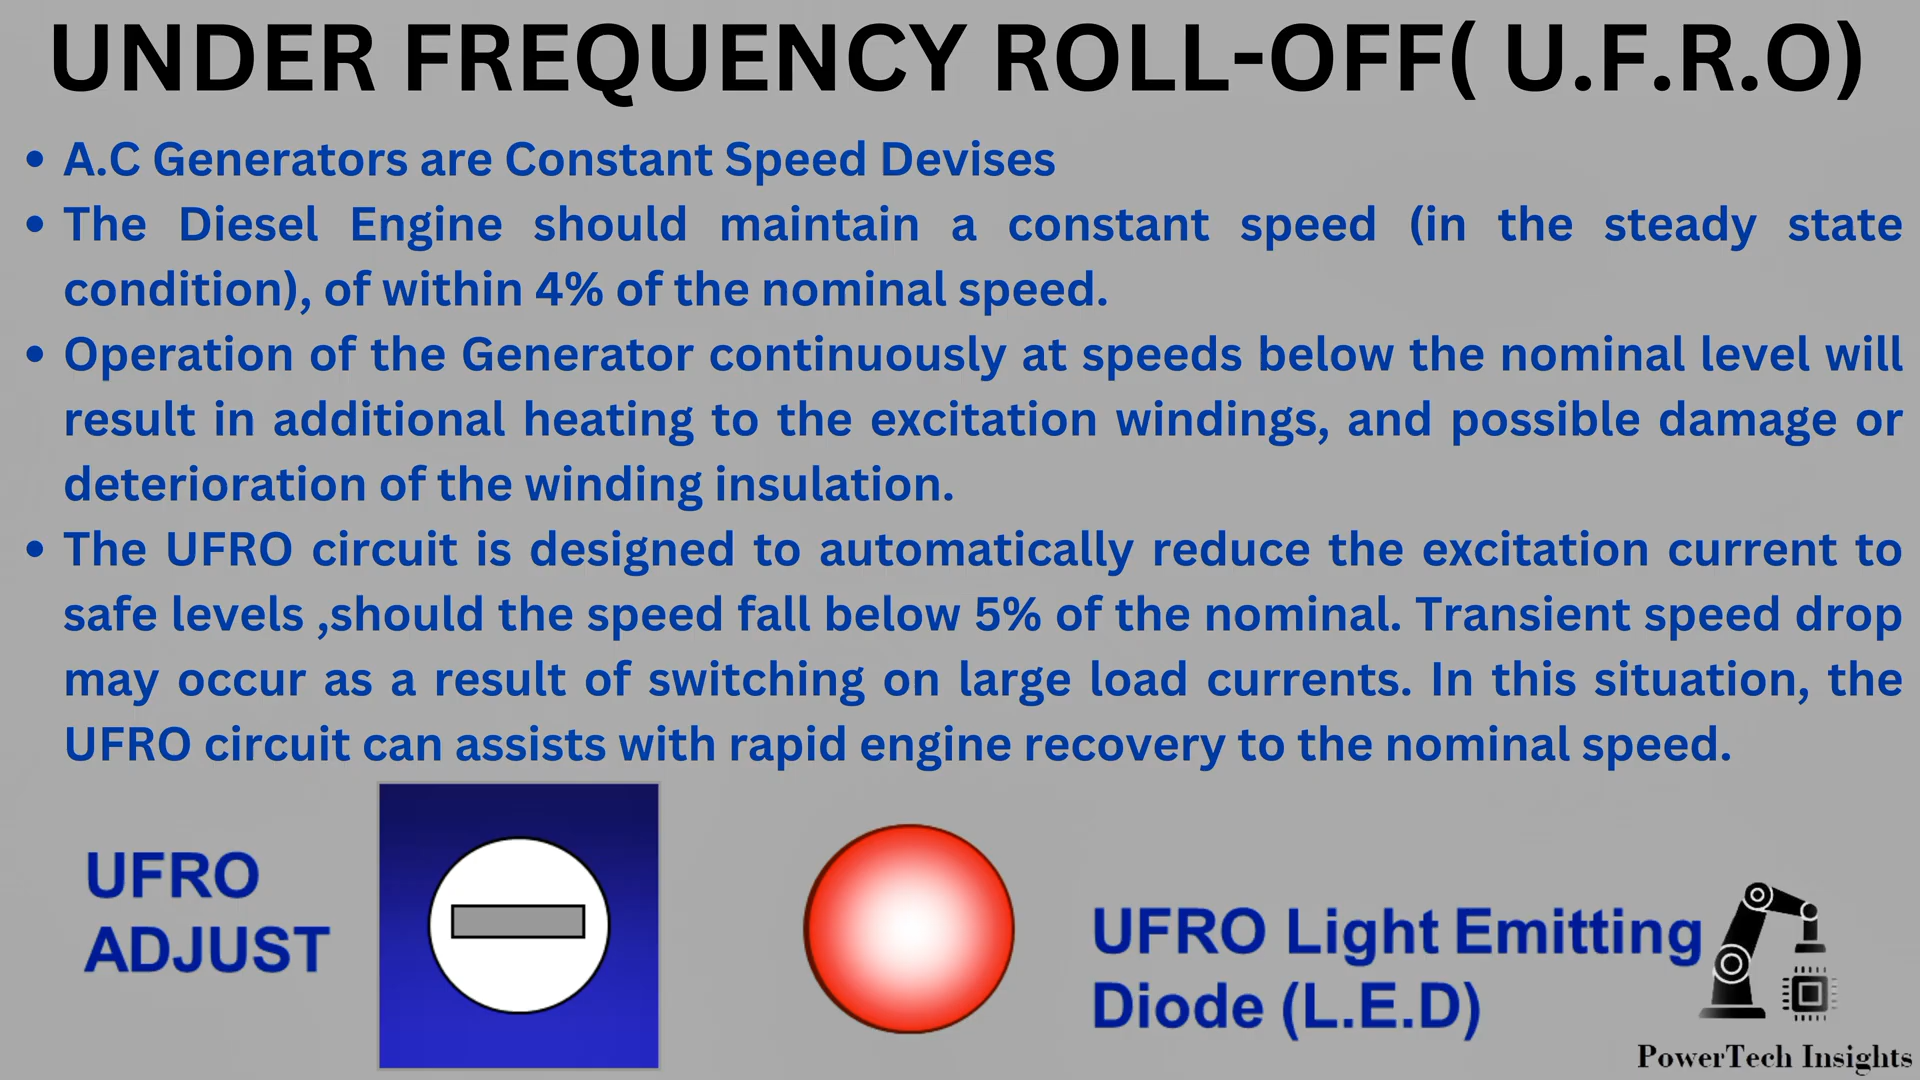 UNDER FREQUENCY ROLL-OFF( U.F.R.O)
• A.C Generators are Constant Speed Devises
• The Diesel Engine should maintain a constant speed (in the steady state
condition), of within 4% of the nominal speed.
• Operation of the Generator continuously at speeds below the nominal level will
result in additional heating to the excitation windings, and possible damage or
deterioration of the winding insulation.
• The UFRO circuit is designed to automatically reduce the excitation current to
safe levels ,should the speed fall below 5% of the nominal. Transient speed drop
may occur as a result of switching on large load currents. In this situation, the
UFRO circuit can assists with rapid engine recovery to the nominal speed.
UFRO
ADJUST
UFRO Light Emitting
Diode (L.E.D)
PowerTech Insights